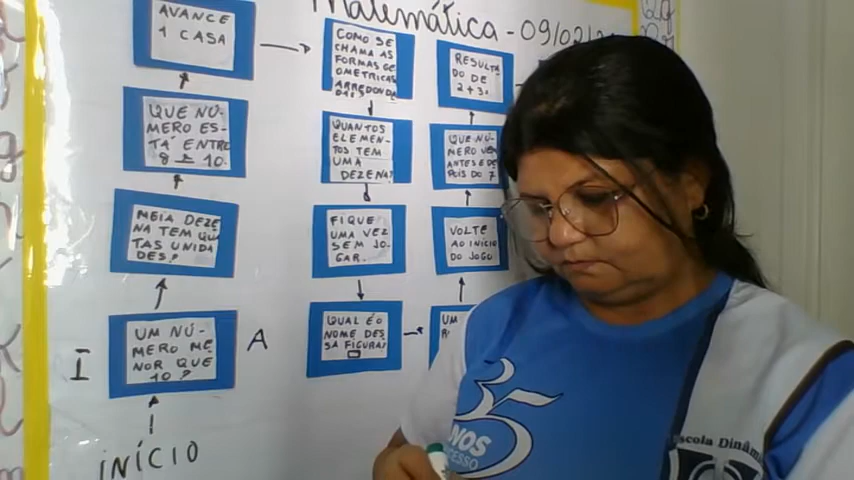 Matemática - 09/02/
AVANCE
1 CASA
QUE NÚ-
MERO ES-
TÁ ENTRE
8 E 10.
MEIA DEZE
NA TEM QUA
TAS UNIDA
DES?
UM NÚ-
MERO ME
NOR QUE
10?
I
A
INÍCIO
COMO SE
CHAMA AS
FORMAS GE
OMETRICAS
ARREDONDA
DAS
QUANTOS
ELEMEN-
TOS TEM
UMA
DEZENA?
FIQUE
UMA VEZ
SEM JO-
GAR.
QUAL É O
NOME DES
SA FIGURA?
RESULTA
DO DE
2+3.
QUE NÚ
MERO VEM
ANTES E DE
POIS DO 7
VOLTE
AO INÍCIO
DO JOGO
UM
35
ANOS
Escola Dinâm